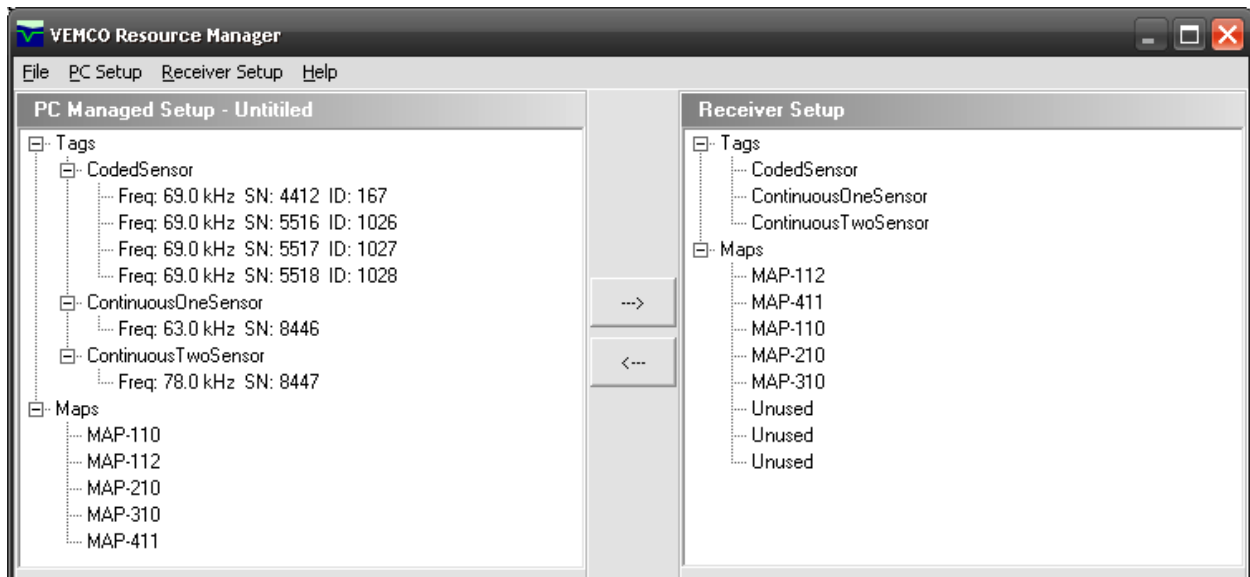 VEMCO Resource Manager
File PC Setup Receiver Setup Help
PC Managed Setup - Untitiled
Tags
CodedSensor
Freq: 69.0 kHz SN: 4412 ID: 167
Freq: 69.0 kHz SN: 5516 ID: 1026
Freq: 69.0 kHz SN: 5517 ID: 1027
Freq: 69.0 kHz SN: 5518 ID: 1028
ContinuousOneSensor
Freq: 63.0 kHz SN: 8446
ContinuousTwoSensor
Freq: 78.0 kHz SN: 8447
Maps
MAP-110
MAP-112
MAP-210
MAP-310
MAP-411
--->
<---
Receiver Setup
Tags
CodedSensor
ContinuousOneSensor
ContinuousTwoSensor
Maps
MAP-112
MAP-411
MAP-110
MAP-210
MAP-310
Unused
Unused
Unused